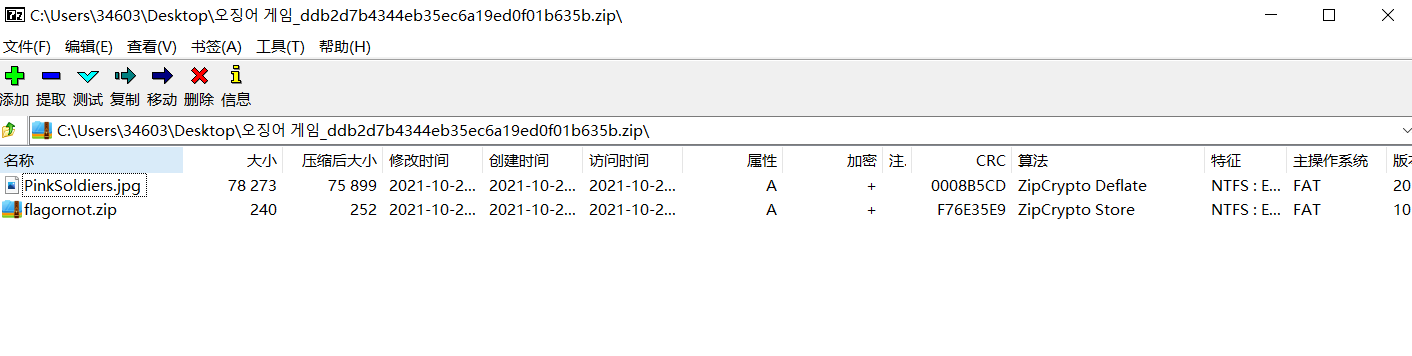 C:\Users\34603\Desktop\오징어 게임_ddb2d7b4344eb35ec6a19ed0f01b635b.zip\
文件(F) 编辑(E) 查看(V) 书签(A) 工具(T) 帮助(H)
添加 提取 测试 复制 移动 删除 信息
C:\Users\34603\Desktop\오징어 게임_ddb2d7b4344eb35ec6a19ed0f01b635b.zip\
名称 大小 压缩后大小 修改时间 创建时间 访问时间 属性 加密 注. CRC 算法 特征 主操作系统 版本
PinkSoldiers.jpg 78 273 75 899 2021-10-2... 2021-10-2... 2021-10-2... A + 0008B5CD ZipCrypto Deflate NTFS : E... FAT 20
flagornot.zip 240 252 2021-10-2... 2021-10-2... 2021-10-2... A + F76E35E9 ZipCrypto Store NTFS : E... FAT 10